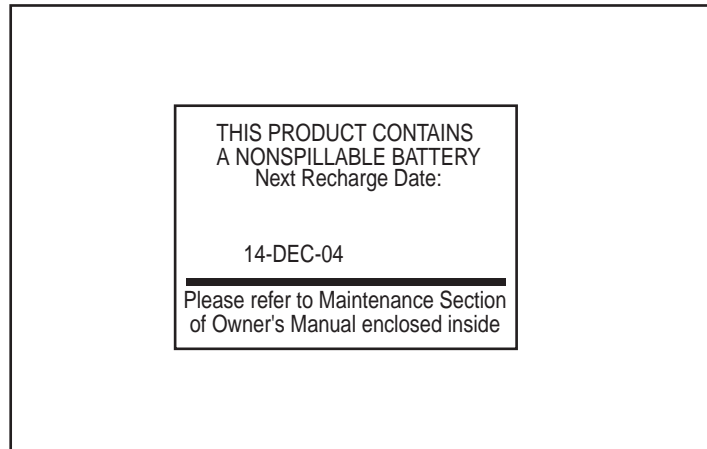 THIS PRODUCT CONTAINS
A NONSPILLABLE BATTERY
Next Recharge Date:
14-DEC-04
Please refer to Maintenance Section
of Owner's Manual enclosed inside